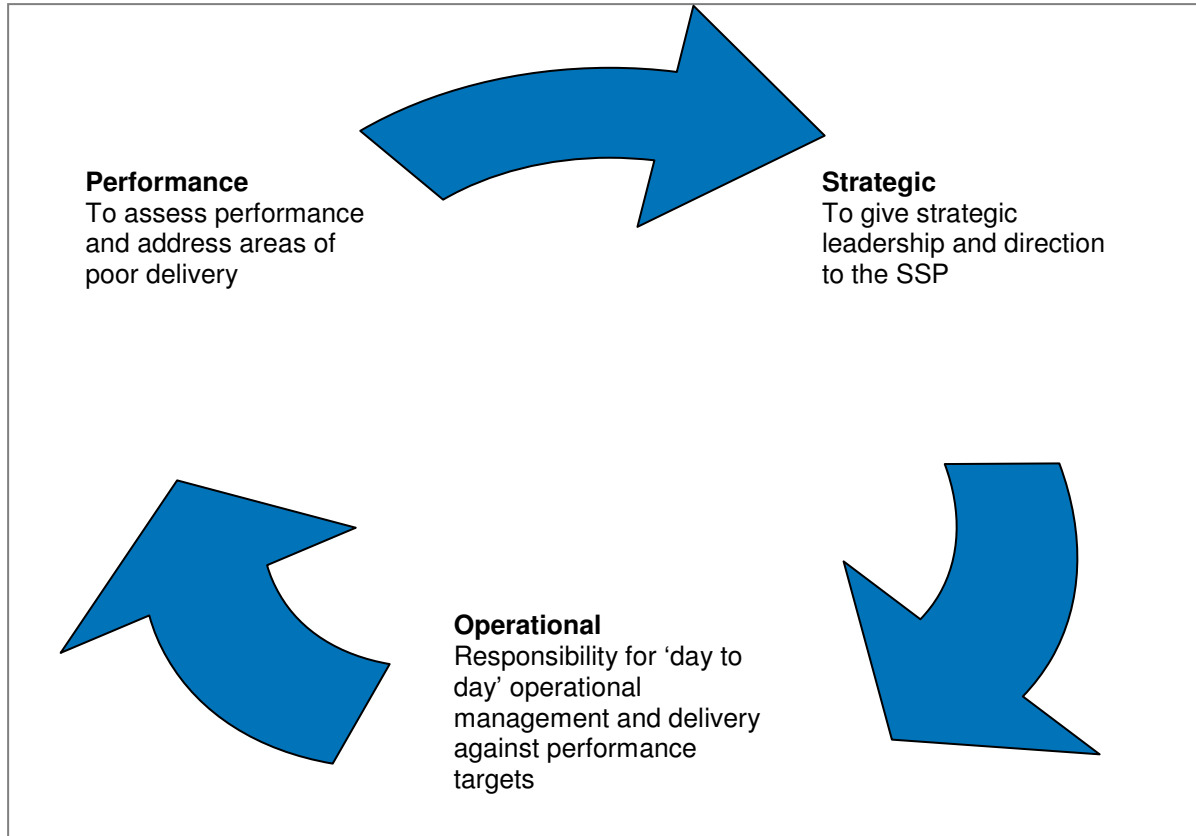 Performance
To assess performance
and address areas of
poor delivery
Strategic
To give strategic
leadership and direction
to the SSP
Operational
Responsibility for ‘day to
day’ operational
management and delivery
against performance
targets